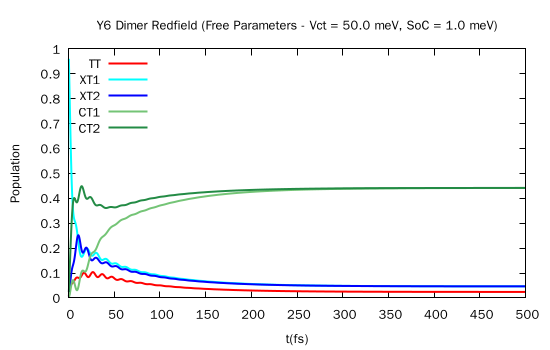 Y6 Dimer Redfield (Free Parameters - Vct = 50.0 meV, SoC = 1.0 meV)
1
0.9
0.8
0.7
0.6
0.5
0.4
0.3
0.2
0.1
0
Population
TT
XT1
XT2
CT1
CT2
0 50 100 150 200 250 300 350 400 450 500
t(fs)